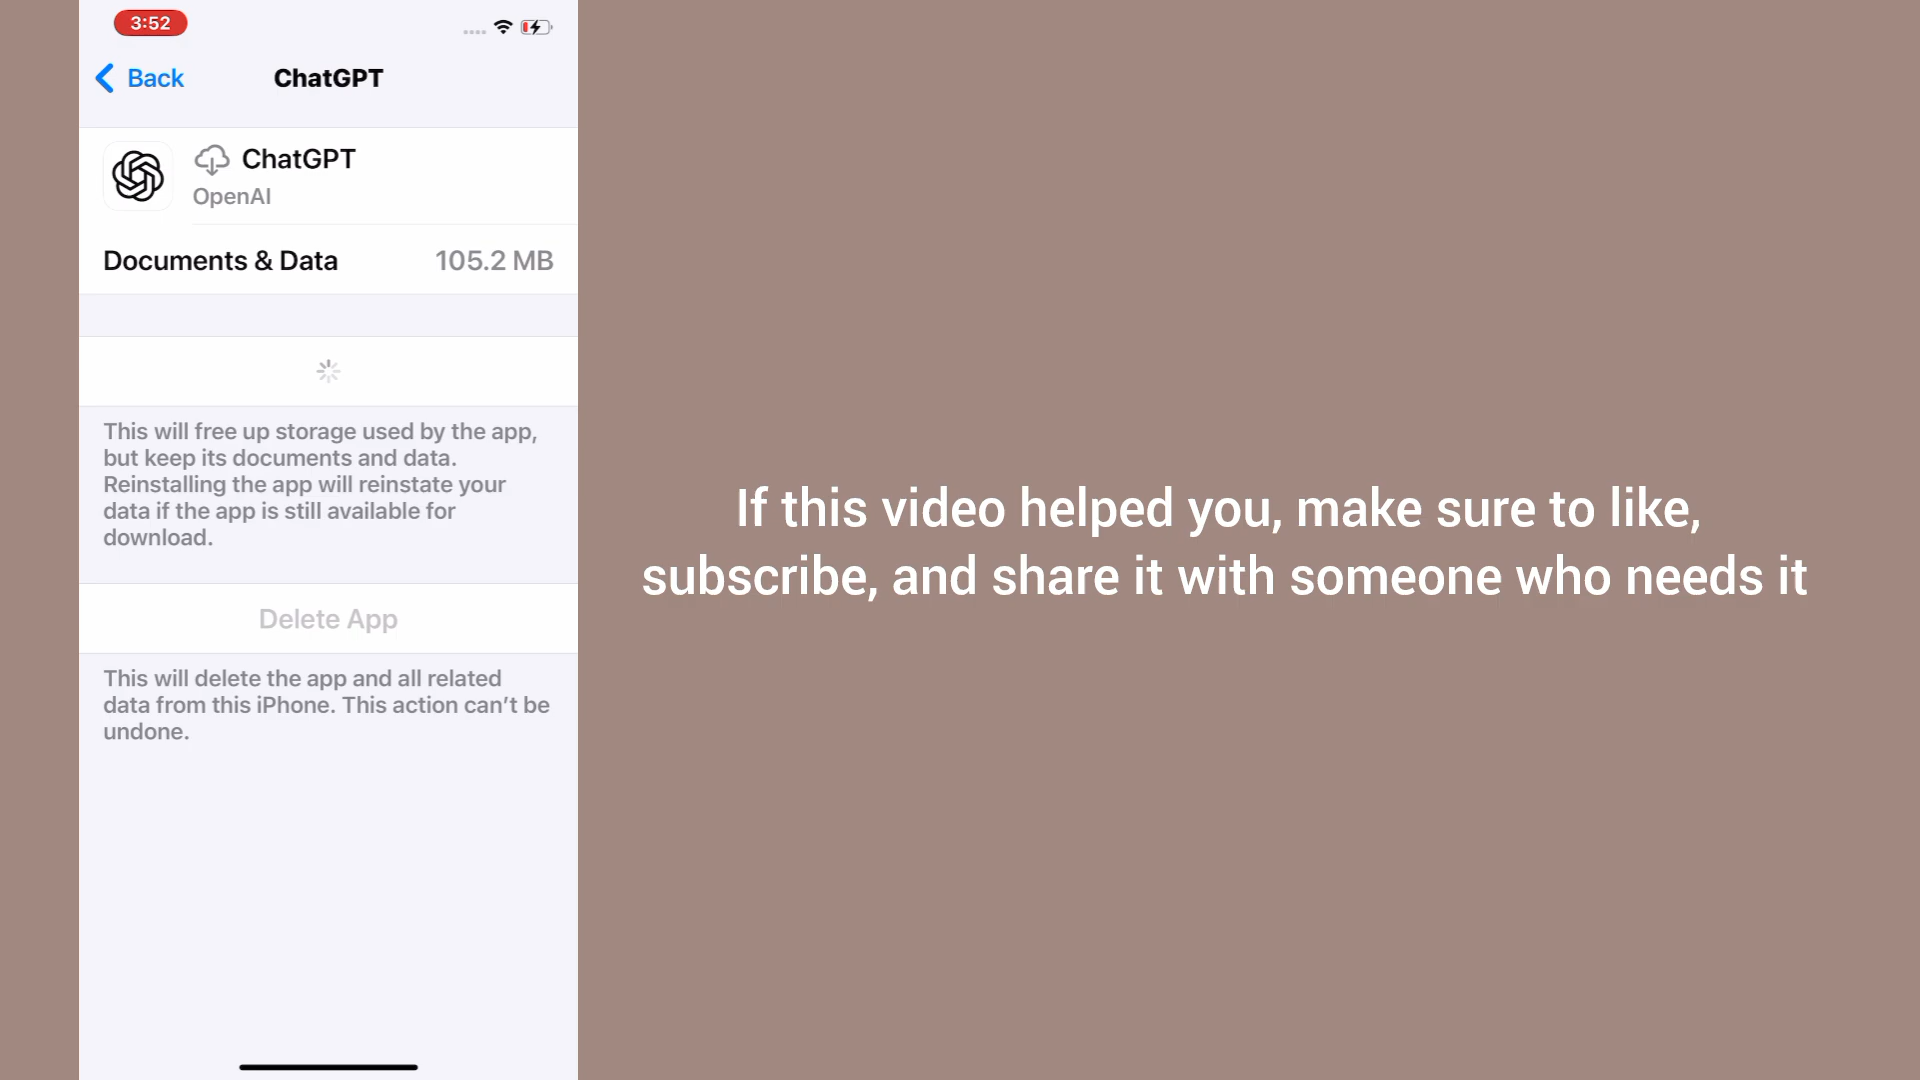 3:52
Back
ChatGPT
ChatGPT
OpenAI
Documents & Data
105.2 MB
This will free up storage used by the app,
but keep its documents and data.
Reinstalling the app will reinstate your
data if the app is still available for
download.
Delete App
This will delete the app and all related
data from this iPhone. This action can’t be
undone.
If this video helped you, make sure to like,
subscribe, and share it with someone who needs it